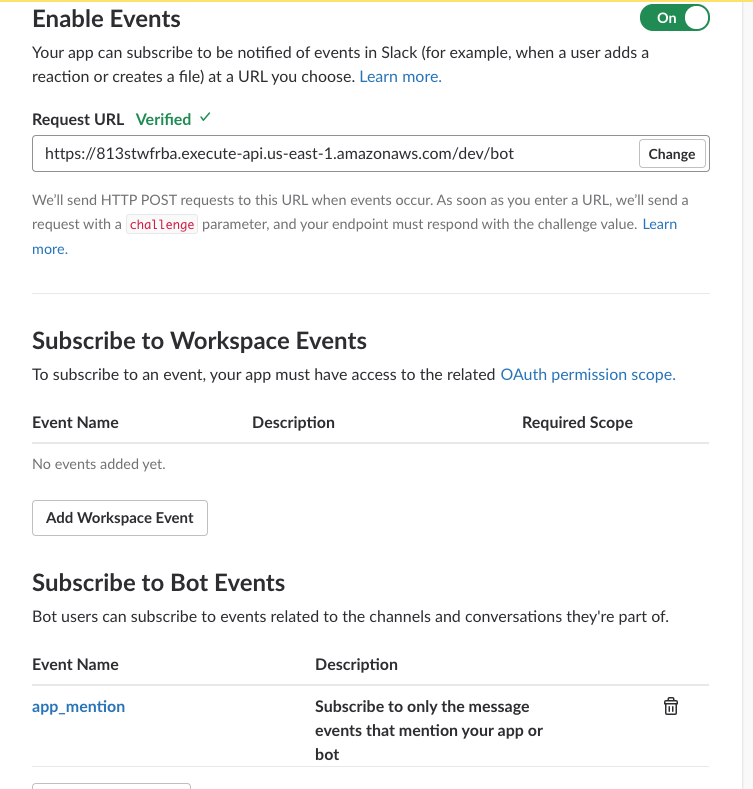 Enable Events
On
Your app can subscribe to be notified of events in Slack (for example, when a user adds a
reaction or creates a file) at a URL you choose. Learn more.
Request URL Verified ✓
https://813stwfrba.execute-api.us-east-1.amazonaws.com/dev/bot
Change
We’ll send HTTP POST requests to this URL when events occur. As soon as you enter a URL, we’ll send a
request with a challenge parameter, and your endpoint must respond with the challenge value. Learn
more.
Subscribe to Workspace Events
To subscribe to an event, your app must have access to the related OAuth permission scope.
Event Name Description Required Scope
No events added yet.
Add Workspace Event
Subscribe to Bot Events
Bot users can subscribe to events related to the channels and conversations they're part of.
Event Name Description
app_mention Subscribe to only the message
events that mention your app or
bot